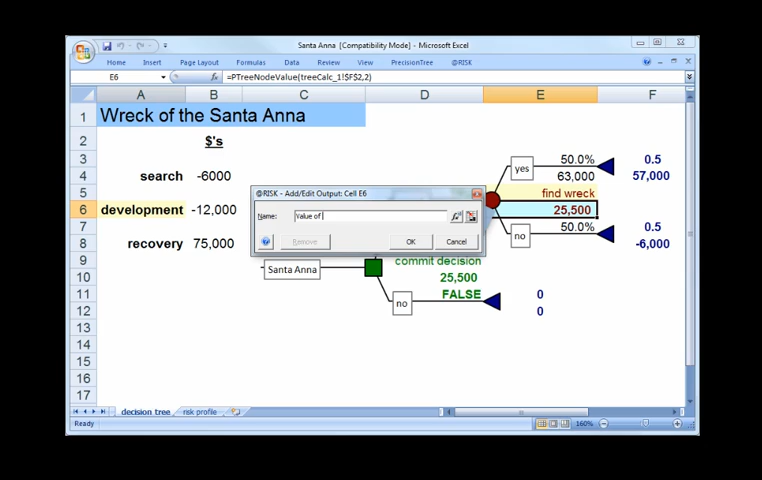 Santa Anna [Compatibility Mode] - Microsoft Excel
Home Insert Page Layout Formulas Data Review View PrecisionTree @RISK
E6 fx =PTreeNodeValue(treeCalc_1!$F$2,2)
A B C D E F
1 Wreck of the Santa Anna
2 $'s
3 yes 50.0% 0.5
4 search -6000 63,000 57,000
5 find wreck
6 development -12,000 25,500
7 no 50.0% 0.5
8 recovery 75,000 -6,000
@RISK - Add/Edit Output: Cell E6
Name: Value of
Remove OK Cancel
9 Santa Anna commit decision
10 25,500
11 no FALSE 0
12 0
13
14
15
16
17
decision tree risk profile
Ready 160%